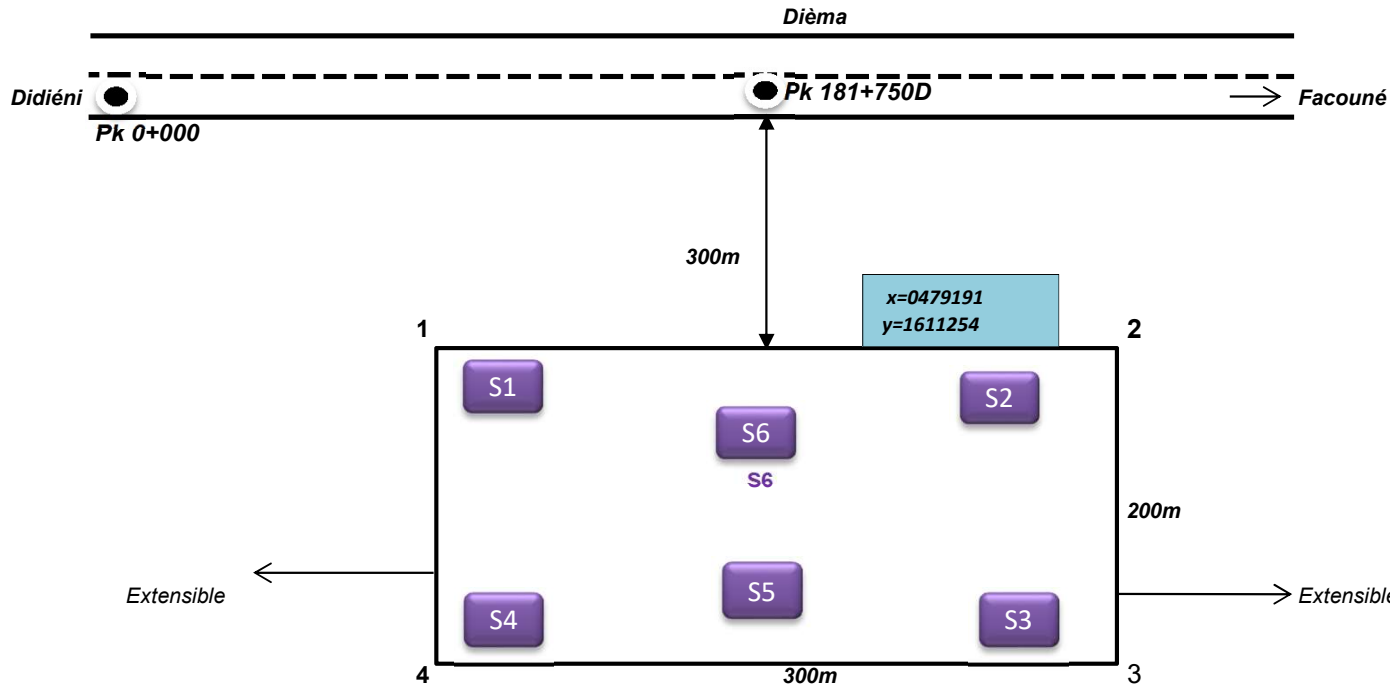 Dièma
Didiéni
Pk 181+750D
Facouné
Pk 0+000
300m
x=0479191
y=1611254
1
2
S1
S2
S6
S6
200m
Extensible
Extensible
S5
S4
S3
4
300m
3